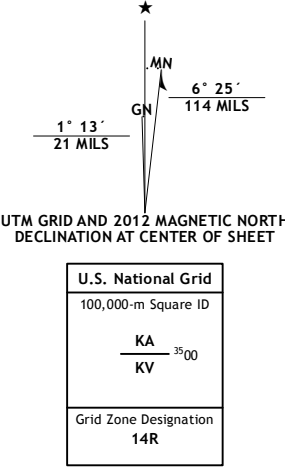 ★
MN
GN
6° 25´
114 MILS
1° 13´
21 MILS
UTM GRID AND 2012 MAGNETIC NORTH
DECLINATION AT CENTER OF SHEET
U.S. National Grid
100,000-m Square ID
KA
3500
KV
Grid Zone Designation
14R